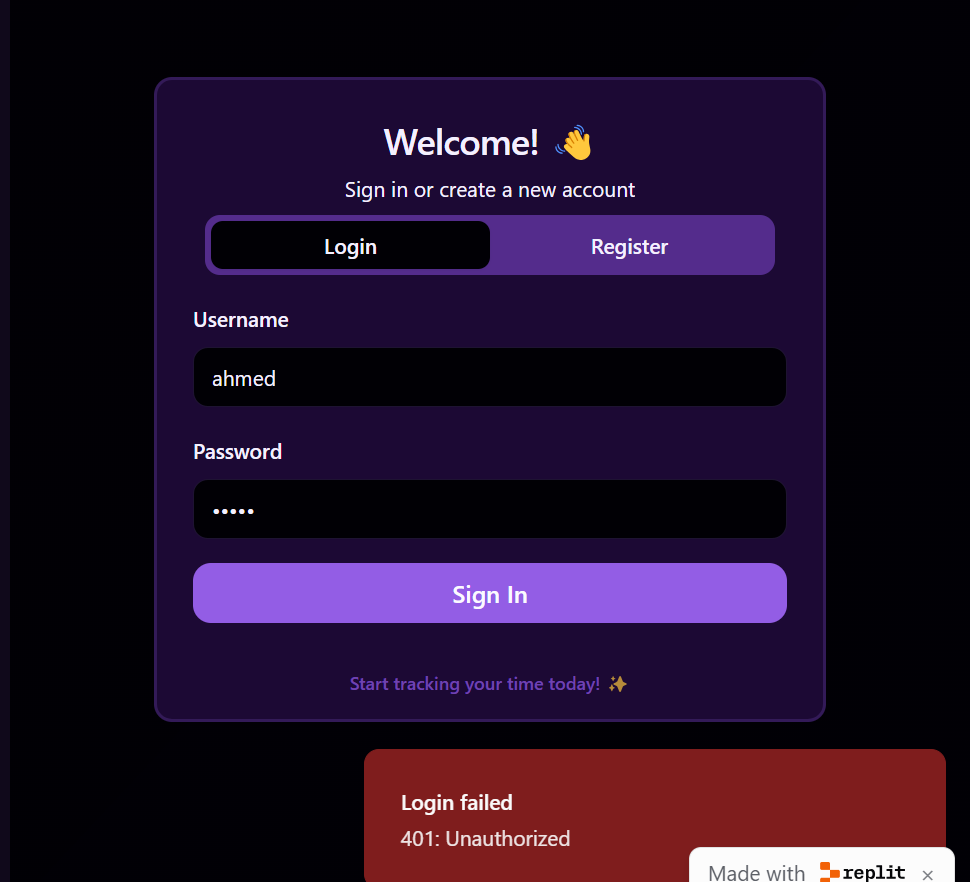 Welcome! 👋
Sign in or create a new account
Login
Register
Username
ahmed
Password
•••••
Sign In
Start tracking your time today! ✨
Login failed
401: Unauthorized
Made with replit ×